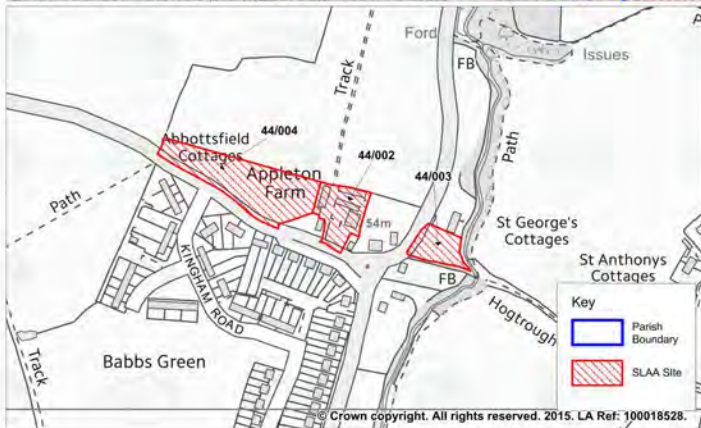 Ford
FB
Issues
Track
Path
44/004
Abbottsfield
Cottages
44/002
Appleton
Farm
44/003
54m
Path
St George's
Cottages
St Anthonys
Cottages
FB
Hogtrough
KINGHAM ROAD
Babbs Green
Track
Key
Parish
Boundary
SLAA Site
© Crown copyright. All rights reserved. 2015. LA Ref: 100018528.